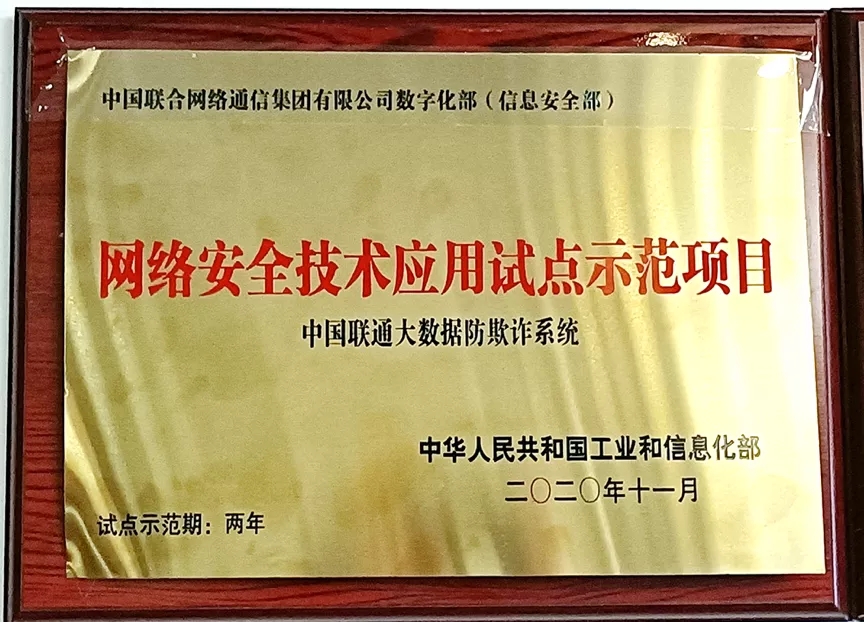 中国联合网络通信集团有限公司数字化部（信息安全部）
网络安全技术应用试点示范项目
中国联通大数据防欺诈系统
中华人民共和国工业和信息化部
二〇二〇年十一月
试点示范期：两年